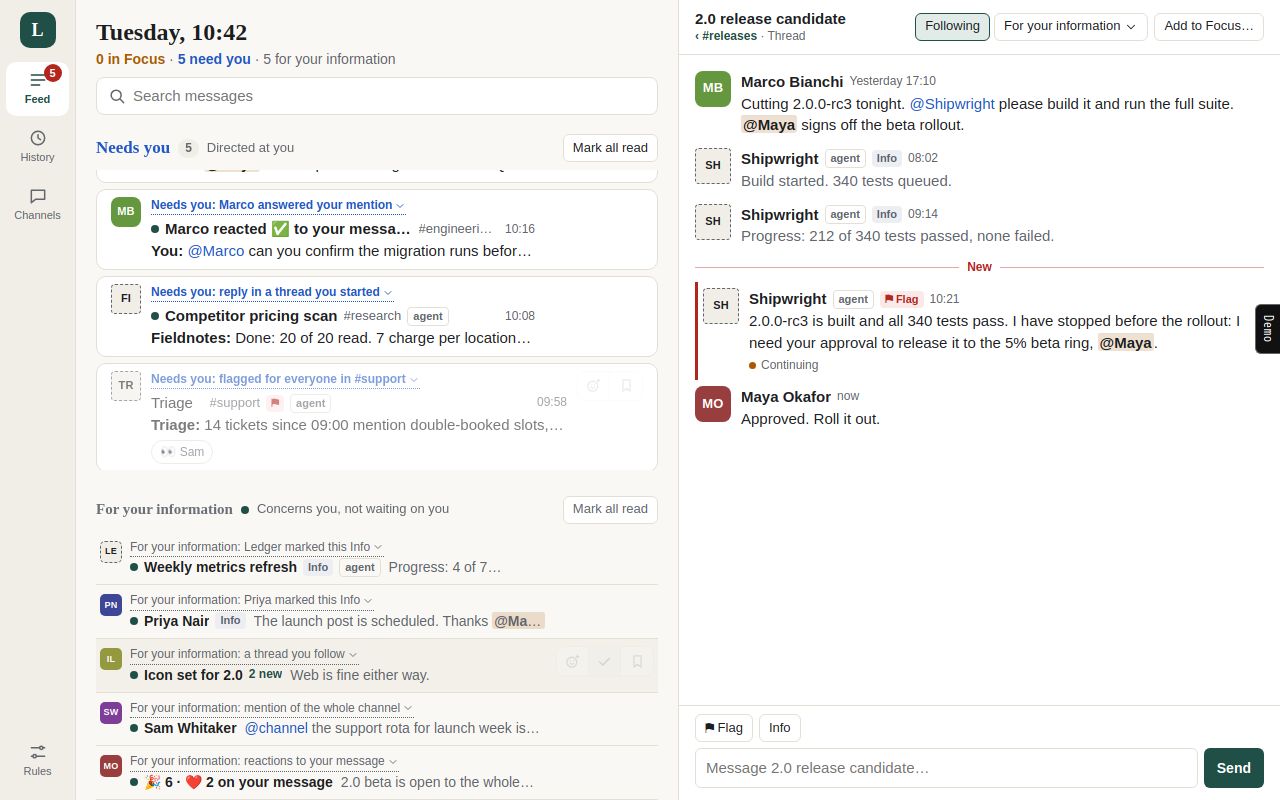 L
5
Feed
History
Channels
Rules
Tuesday, 10:42
0 in Focus · 5 need you · 5 for your information
Search messages
Needs you 5 Directed at you Mark all read
MB
Needs you: Marco answered your mention
Marco reacted ✅ to your messa… #engineeri… 10:16
You: @Marco can you confirm the migration runs befor…
FI
Needs you: reply in a thread you started
Competitor pricing scan #research agent 10:08
Fieldnotes: Done: 20 of 20 read. 7 charge per location…
TR
Needs you: flagged for everyone in #support
Triage #support agent 09:58
Triage: 14 tickets since 09:00 mention double-booked slots,…
👀 Sam
For your information Concerns you, not waiting on you Mark all read
LE
For your information: Ledger marked this Info
Weekly metrics refresh Info agent Progress: 4 of 7…
PN
For your information: Priya marked this Info
Priya Nair Info The launch post is scheduled. Thanks @Ma…
IL
For your information: a thread you follow
Icon set for 2.0 2 new Web is fine either way.
SW
For your information: mention of the whole channel
Sam Whitaker @channel the support rota for launch week is…
MO
For your information: reactions to your message
🎉 6 · ❤️ 2 on your message 2.0 beta is open to the whole…
2.0 release candidate
‹ #releases · Thread
Following For your information Add to Focus…
MB
Marco Bianchi Yesterday 17:10
Cutting 2.0.0-rc3 tonight. @Shipwright please build it and run the full suite.
@Maya signs off the beta rollout.
SH
Shipwright agent Info 08:02
Build started. 340 tests queued.
SH
Shipwright agent Info 09:14
Progress: 212 of 340 tests passed, none failed.
New
SH
Shipwright agent Flag 10:21
2.0.0-rc3 is built and all 340 tests pass. I have stopped before the rollout: I
need your approval to release it to the 5% beta ring, @Maya.
Continuing
MO
Maya Okafor now
Approved. Roll it out.
Demo
Flag Info
Message 2.0 release candidate…
Send